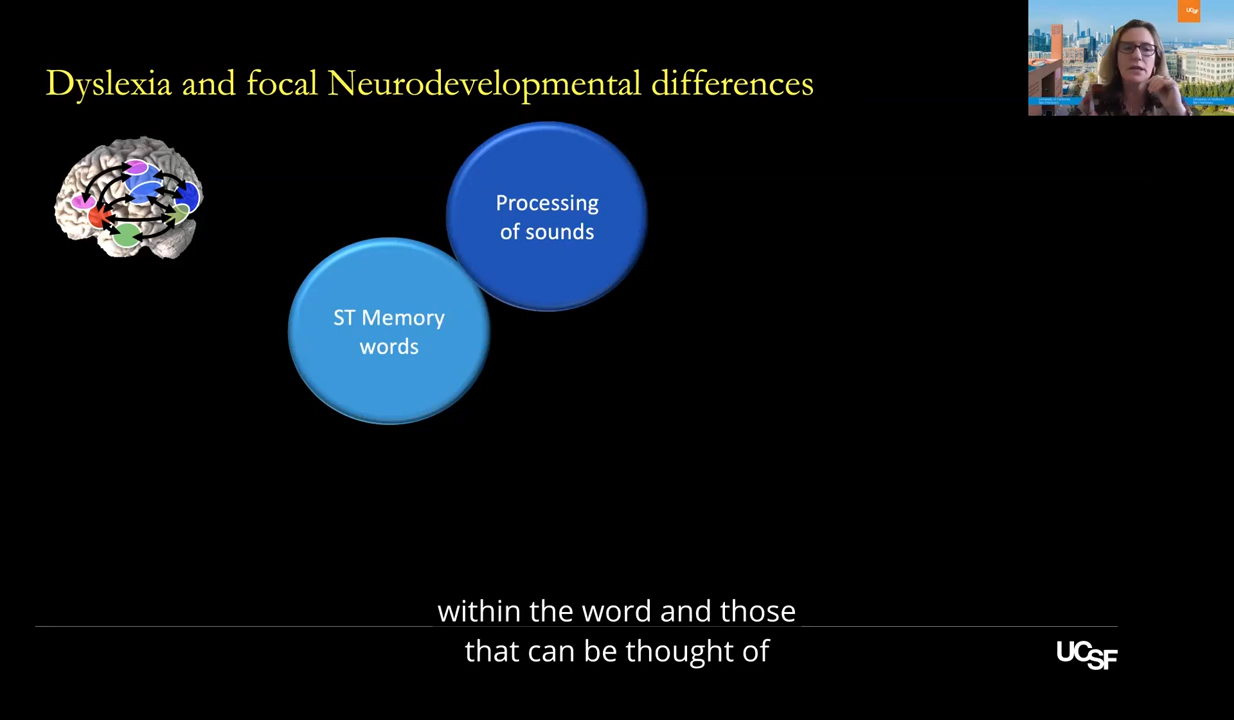 UCSF
Dyslexia and focal Neurodevelopmental differences
Processing
of sounds
ST Memory
words
within the word and those
that can be thought of
UCSF